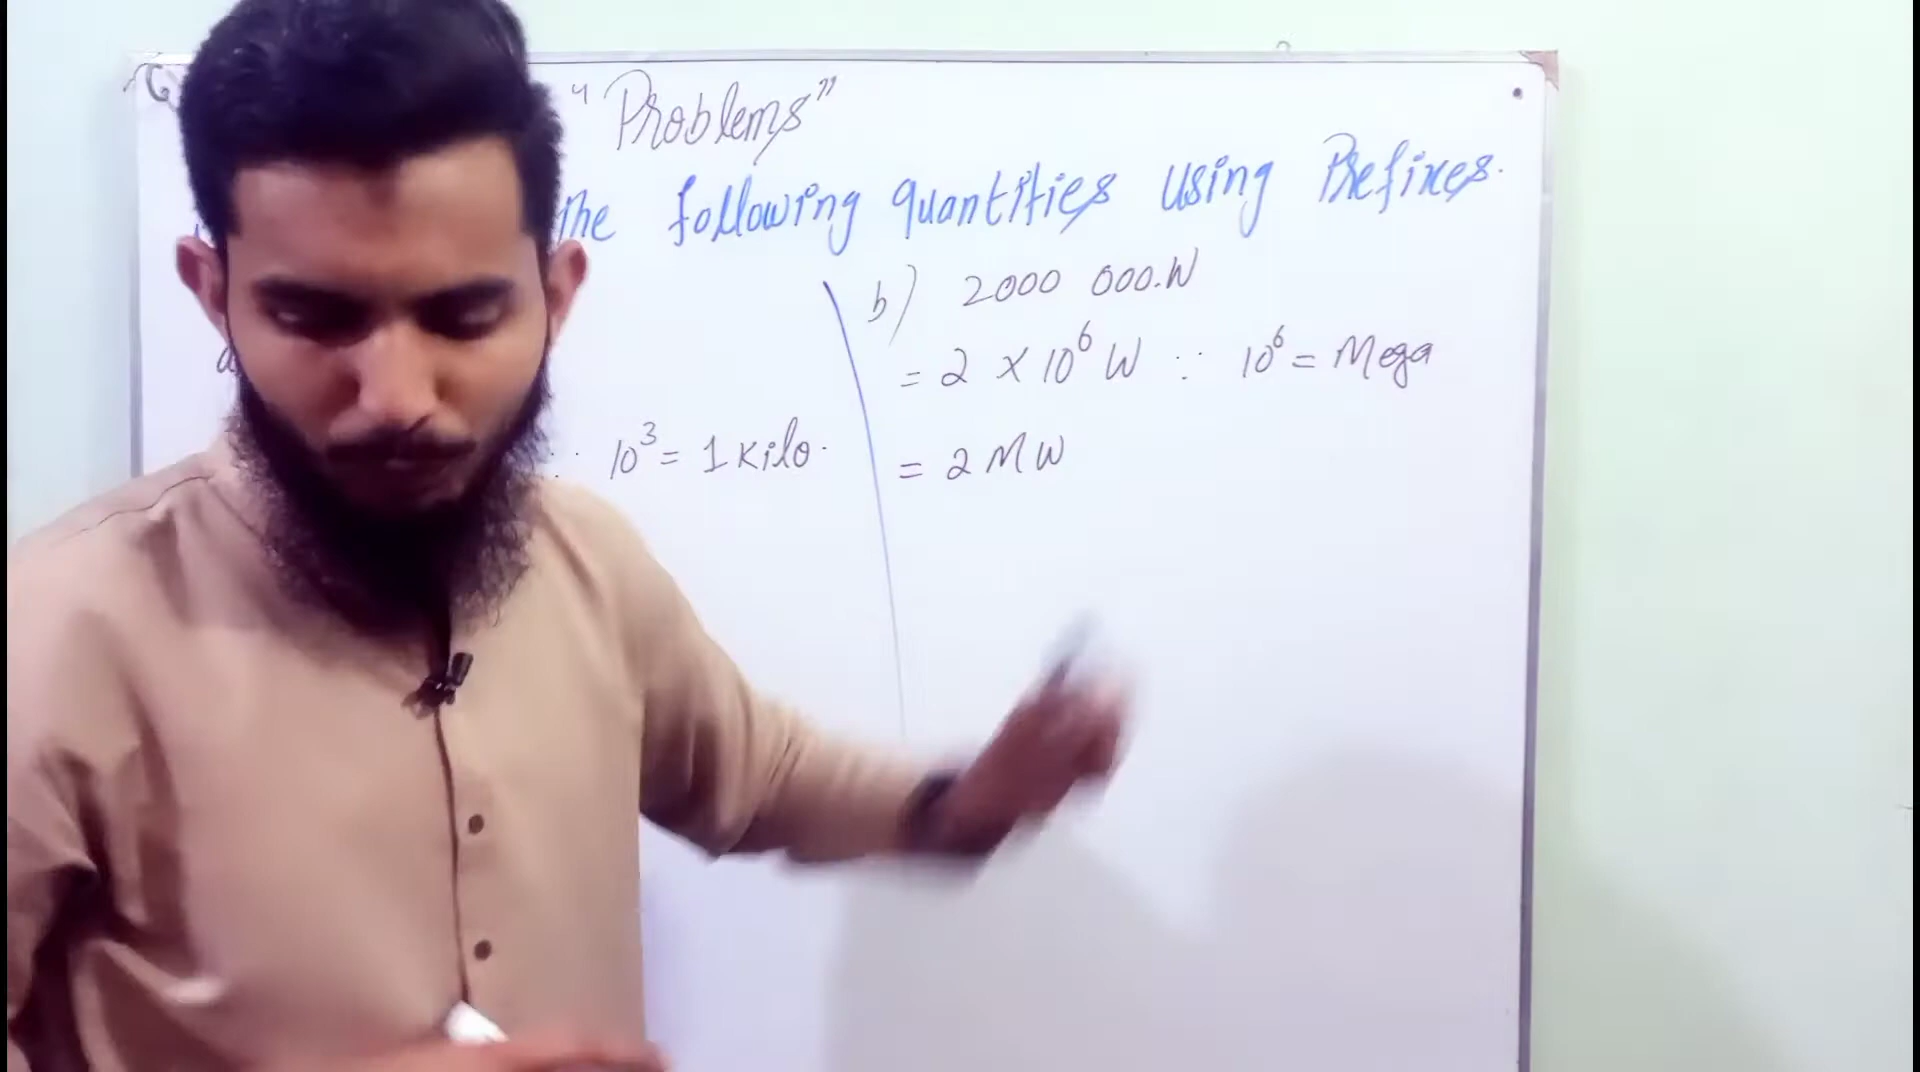 "Problems"
the following quantities using Prefixes.
b) 2000 000.W
= 2 × 10⁶ W ∵ 10⁶ = Mega
∵ 10³ = 1 Kilo.
= 2 MW